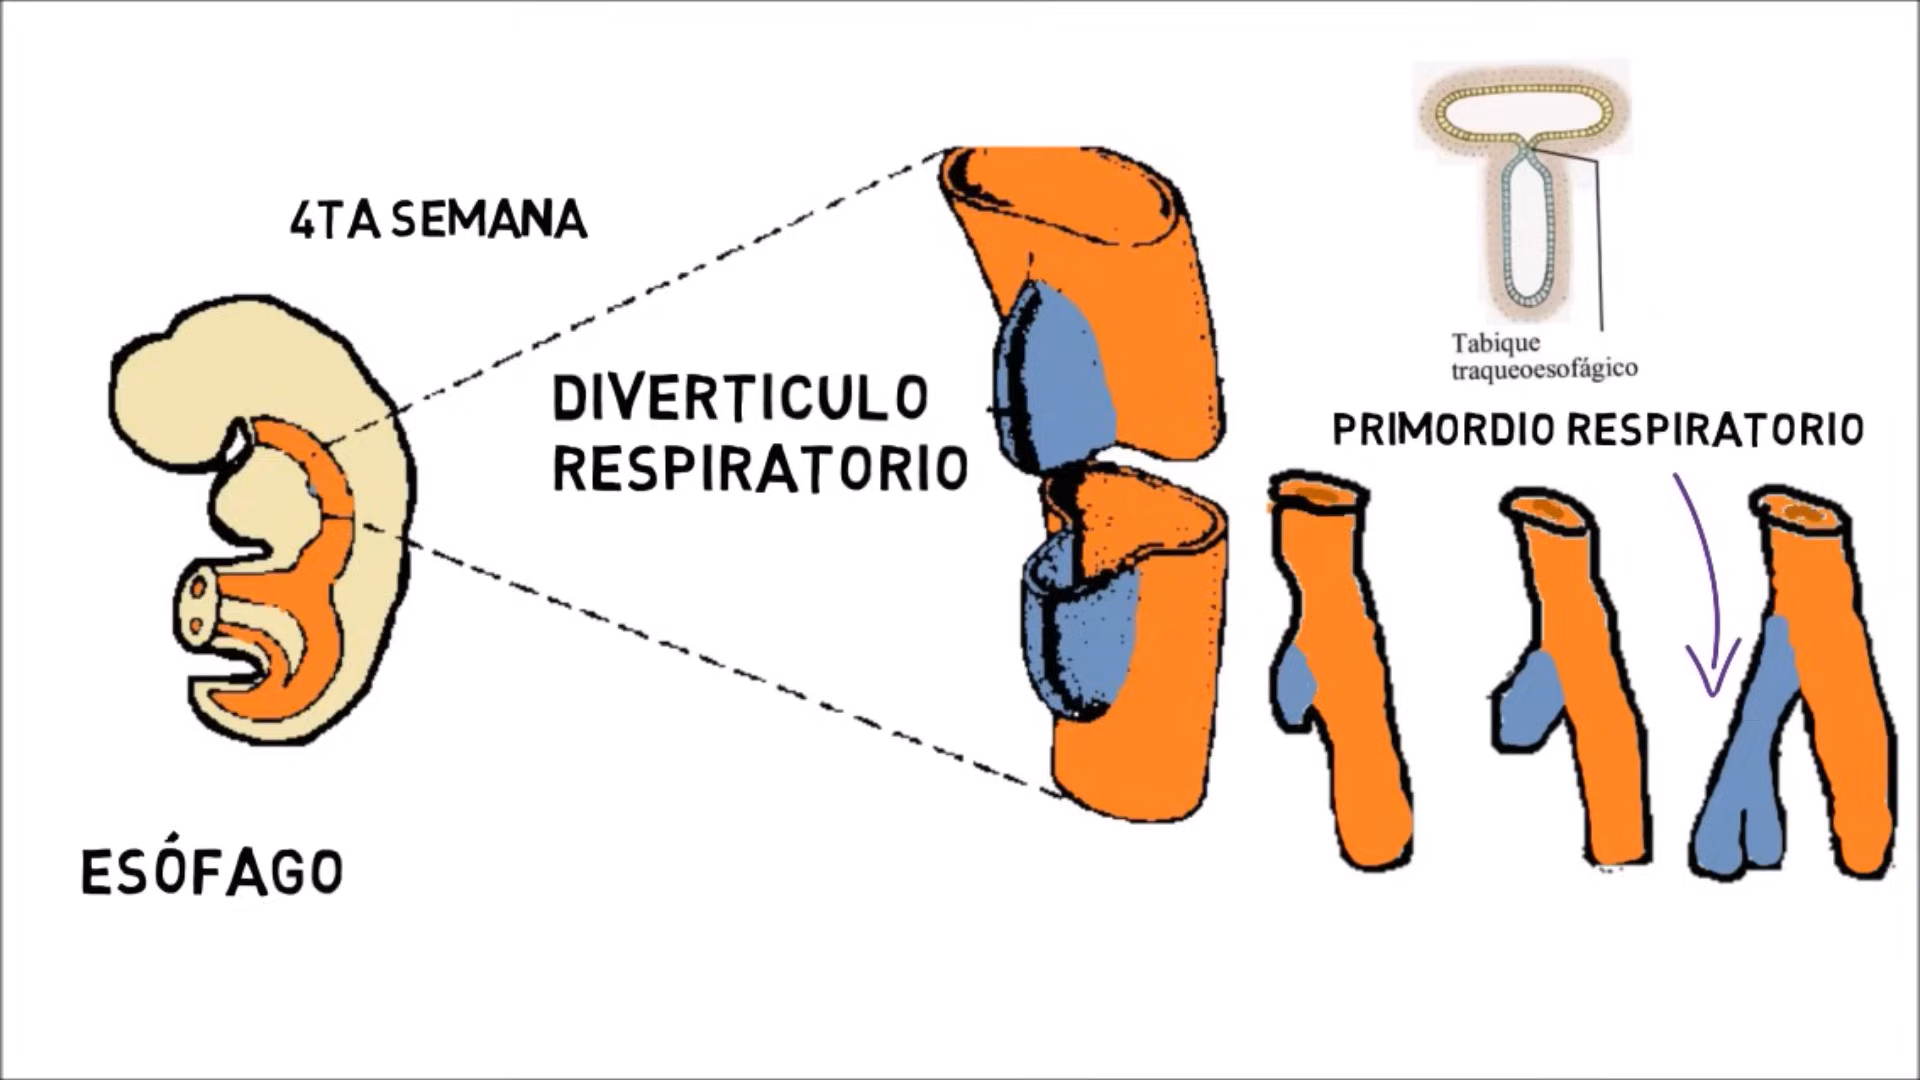 4TA SEMANA
DIVERTICULO
RESPIRATORIO
Tabique
traqueoesofágico
PRIMORDIO RESPIRATORIO
ESÓFAGO